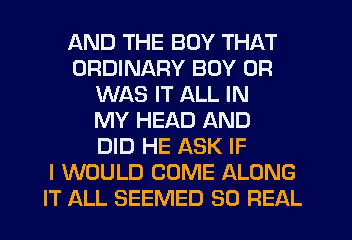 AND THE BOY THAT
ORDINARY BOY OR
WAS IT ALL IN
MY HEAD AND
DID HE ASK IF
I WOULD COME ALONG
IT ALL SEEMED SO REAL